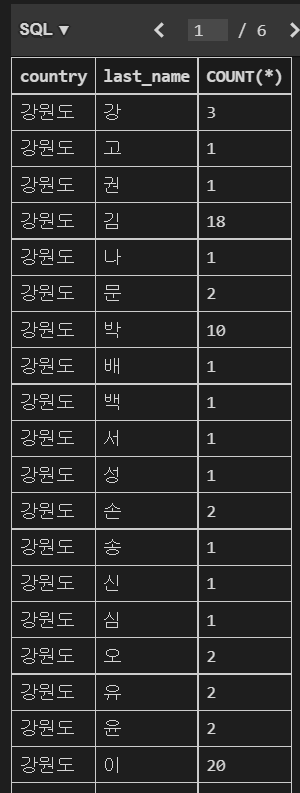 SQL ▼ 1 / 6
country last_name COUNT(*)
강원도 강 3
강원도 고 1
강원도 권 1
강원도 김 18
강원도 나 1
강원도 문 2
강원도 박 10
강원도 배 1
강원도 백 1
강원도 서 1
강원도 성 1
강원도 손 2
강원도 송 1
강원도 신 1
강원도 심 1
강원도 오 2
강원도 유 2
강원도 윤 2
강원도 이 20